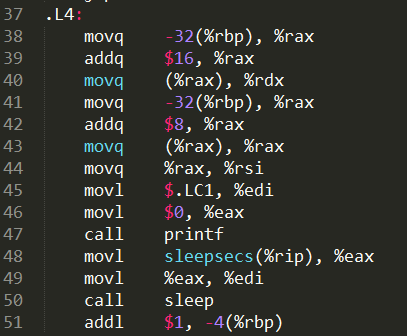 37 .L4:
38 movq -32(%rbp), %rax
39 addq $16, %rax
40 movq (%rax), %rdx
41 movq -32(%rbp), %rax
42 addq $8, %rax
43 movq (%rax), %rax
44 movq %rax, %rsi
45 movl $.LC1, %edi
46 movl $0, %eax
47 call printf
48 movl sleepsecs(%rip), %eax
49 movl %eax, %edi
50 call sleep
51 addl $1, -4(%rbp)